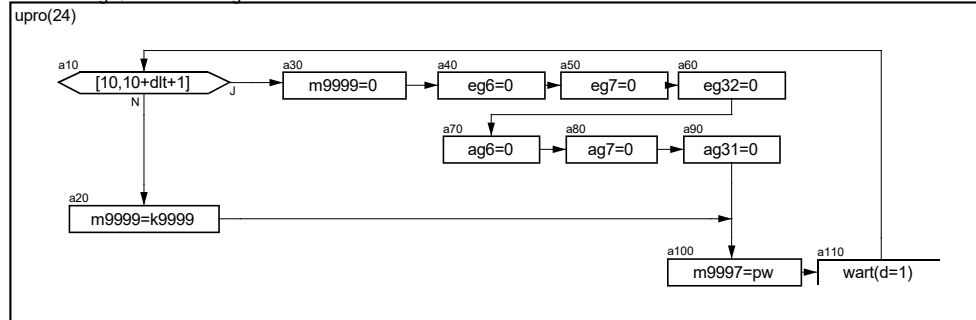 upro(24)
a10
[10,10+dlt+1]
J
N
a30
m9999=0
a40
eg6=0
a50
eg7=0
a60
eg32=0
a70
ag6=0
a80
ag7=0
a90
ag31=0
a20
m9999=k9999
a100
m9997=pw
a110
wart(d=1)